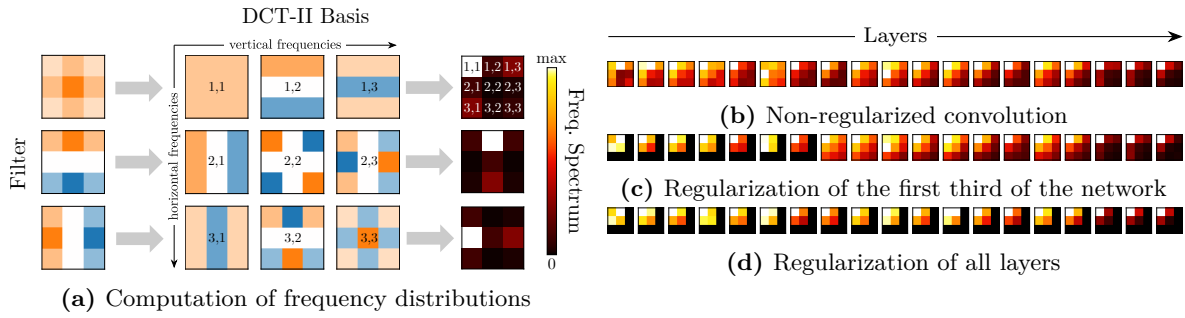 DCT-II Basis
vertical frequencies
horizontal frequencies
Filter
1,1 1,2 1,3
2,1 2,2 2,3
3,1 3,2 3,3
1,1 1,2 1,3
2,1 2,2 2,3
3,1 3,2 3,3
max
0
Freq. Spectrum
(a) Computation of frequency distributions
Layers
(b) Non-regularized convolution
(c) Regularization of the first third of the network
(d) Regularization of all layers